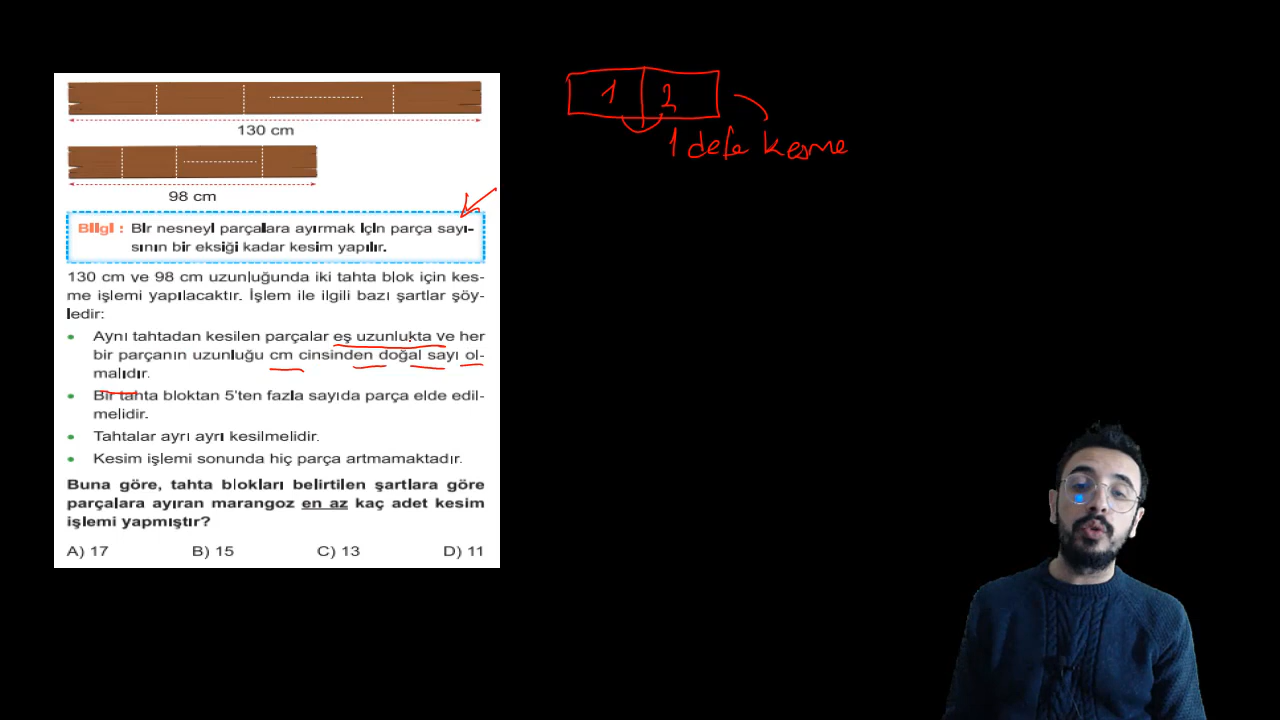 130 cm
98 cm
Bilgi : Bir nesneyi parçalara ayırmak için parça sayı-
sının bir eksiği kadar kesim yapılır.
130 cm ve 98 cm uzunluğunda iki tahta blok için kes-
me işlemi yapılacaktır. İşlem ile ilgili bazı şartlar şöy-
ledir:
• Aynı tahtadan kesilen parçalar eş uzunlukta ve her
bir parçanın uzunluğu cm cinsinden doğal sayı ol-
malıdır.
• Bir tahta bloktan 5'ten fazla sayıda parça elde edil-
melidir.
• Tahtalar ayrı ayrı kesilmelidir.
• Kesim işlemi sonunda hiç parça artmamaktadır.
Buna göre, tahta blokları belirtilen şartlara göre
parçalara ayıran marangoz en az kaç adet kesim
işlemi yapmıştır?
A) 17 B) 15 C) 13 D) 11
1 2
1 defa kesme